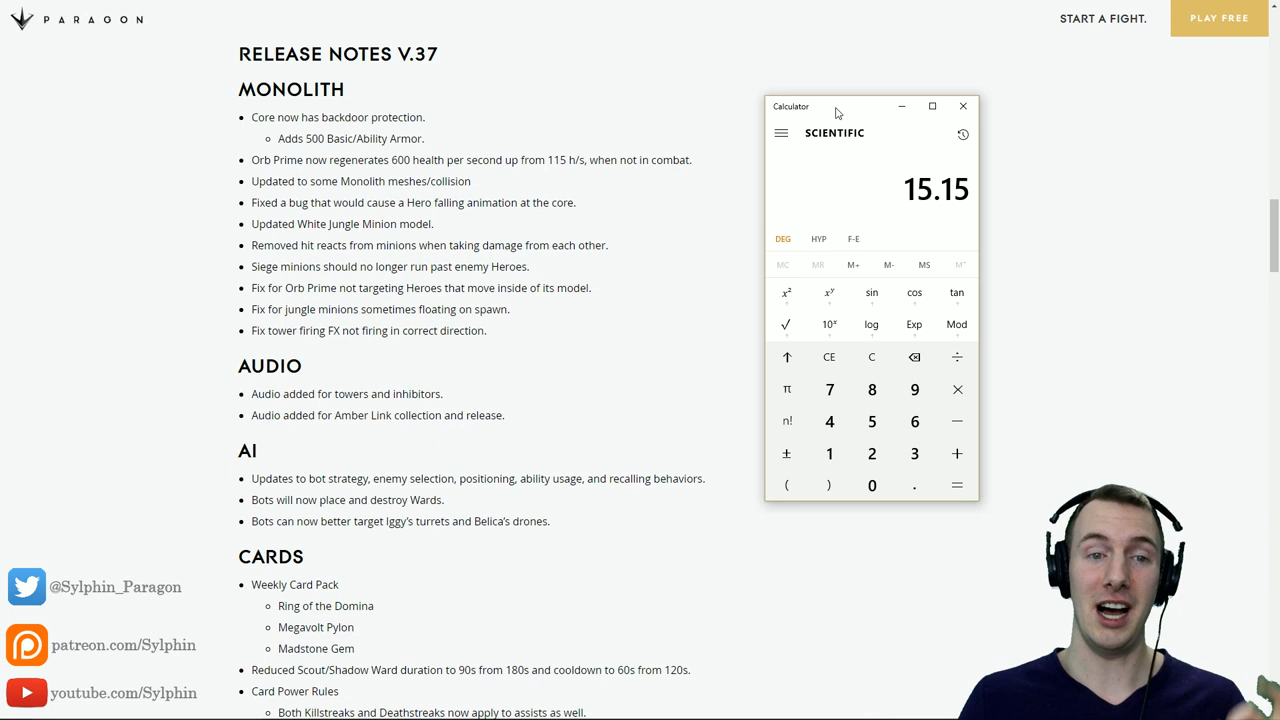 PARAGON
START A FIGHT.
PLAY FREE
RELEASE NOTES V.37
MONOLITH
• Core now has backdoor protection.
◦ Adds 500 Basic/Ability Armor.
• Orb Prime now regenerates 600 health per second up from 115 h/s, when not in combat.
• Updated to some Monolith meshes/collision
• Fixed a bug that would cause a Hero falling animation at the core.
• Updated White Jungle Minion model.
• Removed hit reacts from minions when taking damage from each other.
• Siege minions should no longer run past enemy Heroes.
• Fix for Orb Prime not targeting Heroes that move inside of its model.
• Fix for jungle minions sometimes floating on spawn.
• Fix tower firing FX not firing in correct direction.
AUDIO
• Audio added for towers and inhibitors.
• Audio added for Amber Link collection and release.
AI
• Updates to bot strategy, enemy selection, positioning, ability usage, and recalling behaviors.
• Bots will now place and destroy Wards.
• Bots can now better target Iggy's turrets and Belica's drones.
CARDS
• Weekly Card Pack
◦ Ring of the Domina
◦ Megavolt Pylon
◦ Madstone Gem
• Reduced Scout/Shadow Ward duration to 90s from 180s and cooldown to 60s from 120s.
• Card Power Rules
◦ Both Killstreaks and Deathstreaks now apply to assists as well.
Calculator
SCIENTIFIC
15.15
DEG HYP F-E
MC MR M+ M- MS M˅
x² xʸ sin cos tan
√ 10ˣ log Exp Mod
↑ CE C ⌫ ÷
π 7 8 9 ×
n! 4 5 6 −
± 1 2 3 +
( ) 0 . =
@Sylphin_Paragon
patreon.com/Sylphin
youtube.com/Sylphin